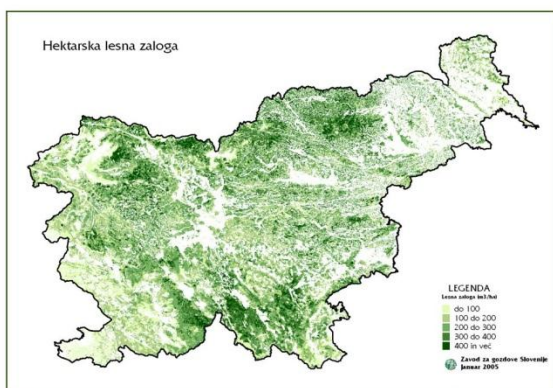 Hektarska lesna zaloga
LEGENDA
Lesna zaloga (m3/ha)
do 100
100 do 200
200 do 300
300 do 400
400 in več
Zavod za gozdove Slovenije
Januar 2005